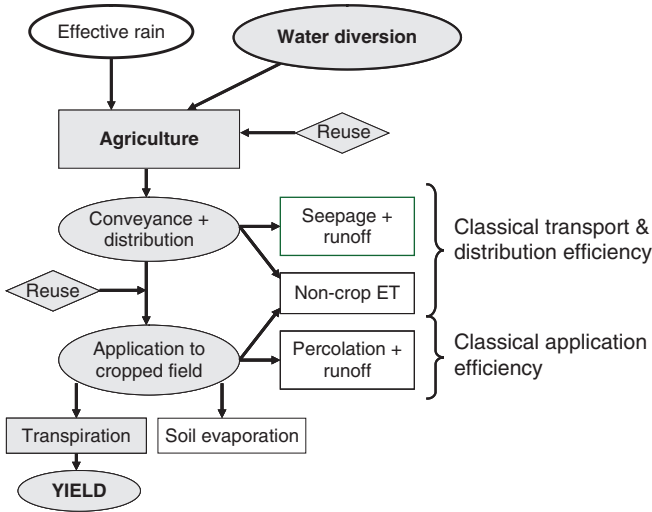 Effective rain
Water diversion
Agriculture
Reuse
Conveyance +
distribution
Seepage +
runoff
Classical transport &
distribution efficiency
Reuse
Non-crop ET
Application to
cropped field
Percolation +
runoff
Classical application
efficiency
Transpiration
Soil evaporation
YIELD